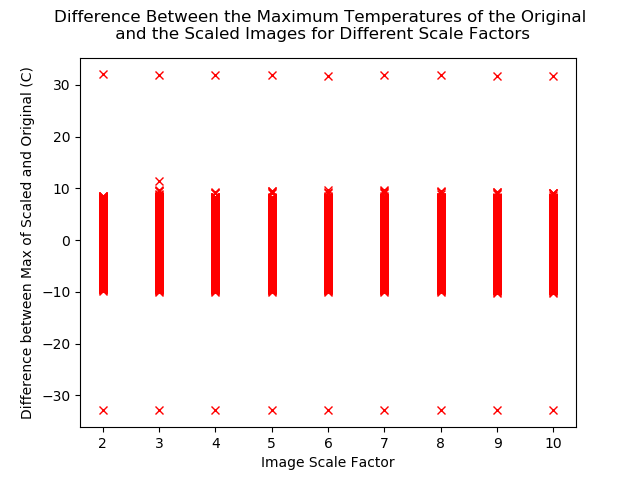 Difference Between the Maximum Temperatures of the Original
and the Scaled Images for Different Scale Factors
Difference between Max of Scaled and Original (C)
30
20
10
0
−10
−20
−30
2 3 4 5 6 7 8 9 10
Image Scale Factor